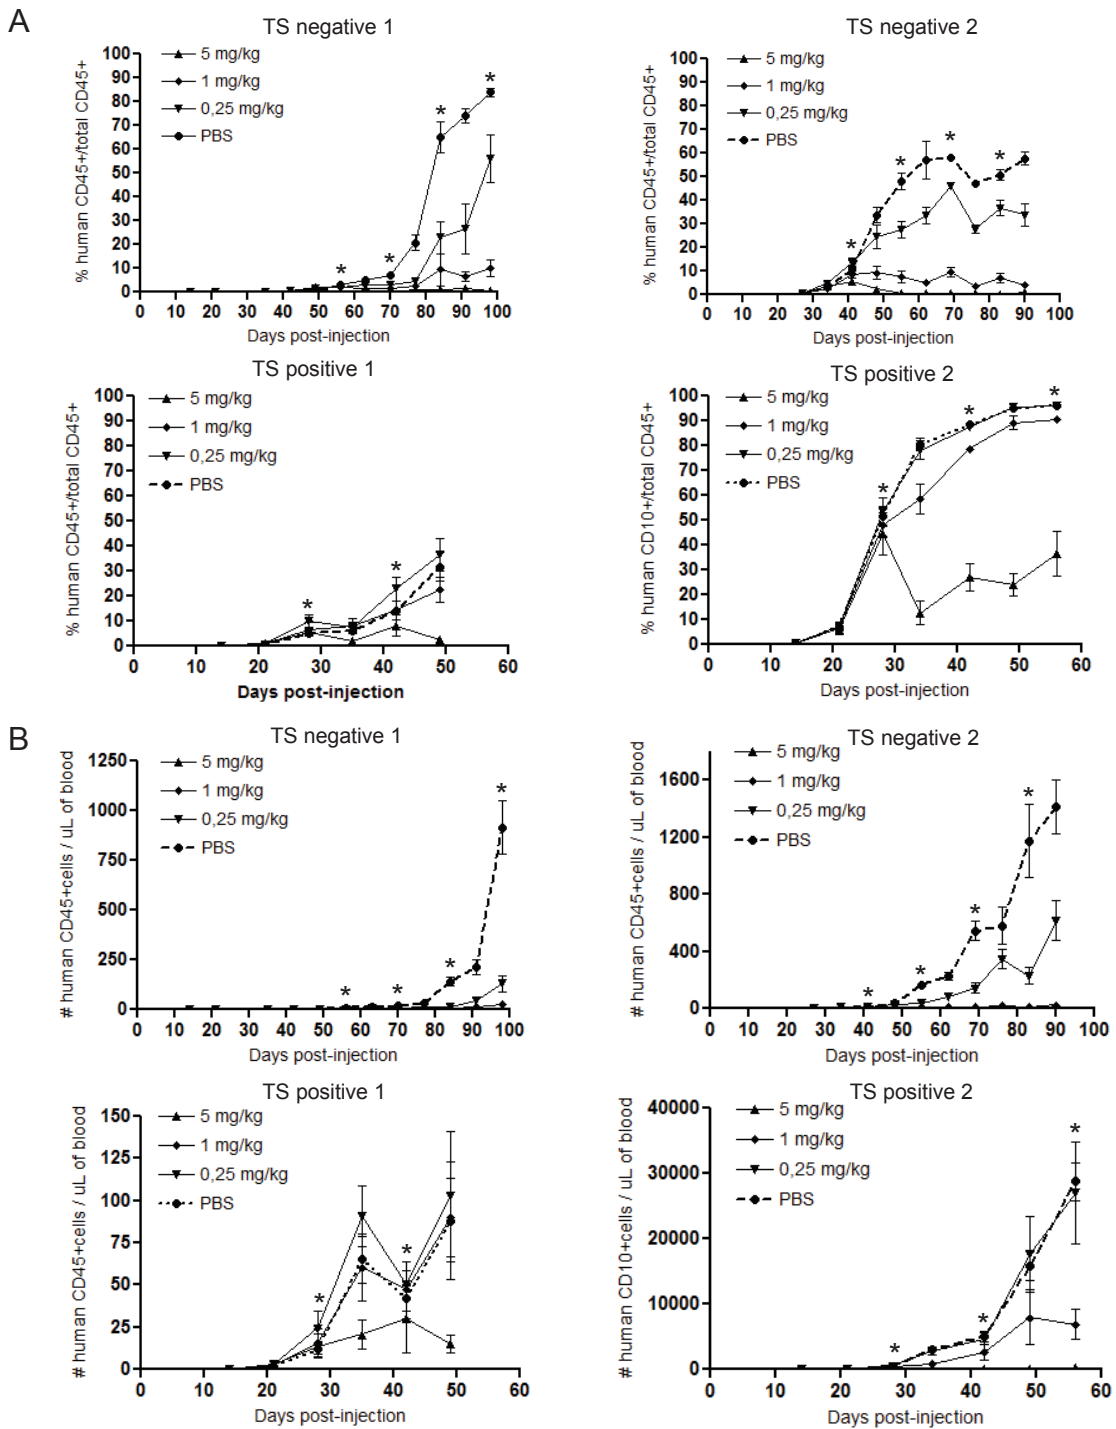 A
TS negative 1
% human CD45+/total CD45+
100
90
80
70
60
50
40
30
20
10
0
5 mg/kg
1 mg/kg
0,25 mg/kg
PBS
*
*
*
*
0 10 20 30 40 50 60 70 80 90 100
Days post-injection
TS negative 2
% human CD45+/total CD45+
100
90
80
70
60
50
40
30
20
10
0
5 mg/kg
1 mg/kg
0,25 mg/kg
PBS
*
*
*
*
0 10 20 30 40 50 60 70 80 90 100
Days post-injection
TS positive 1
% human CD45+/total CD45+
100
90
80
70
60
50
40
30
20
10
0
5 mg/kg
1 mg/kg
0,25 mg/kg
PBS
*
*
0 10 20 30 40 50 60
Days post-injection
TS positive 2
% human CD10+/total CD45+
100
90
80
70
60
50
40
30
20
10
0
5 mg/kg
1 mg/kg
0,25 mg/kg
PBS
*
*
*
0 10 20 30 40 50 60
Days post-injection
B
TS negative 1
# human CD45+cells / uL of blood
1250
1000
750
500
250
0
5 mg/kg
1 mg/kg
0,25 mg/kg
PBS
*
*
*
*
0 10 20 30 40 50 60 70 80 90 100
Days post-injection
TS negative 2
# human CD45+cells / uL of blood
1600
1200
800
400
0
5 mg/kg
1 mg/kg
0,25 mg/kg
PBS
*
*
*
*
0 10 20 30 40 50 60 70 80 90 100
Days post-injection
TS positive 1
# human CD45+cells / uL of blood
150
125
100
75
50
25
0
5 mg/kg
1 mg/kg
0,25 mg/kg
PBS
*
*
0 10 20 30 40 50 60
Days post-injection
TS positive 2
# human CD10+cells / uL of blood
40000
30000
20000
10000
0
5 mg/kg
1 mg/kg
0,25 mg/kg
PBS
*
*
*
0 10 20 30 40 50 60
Days post-injection